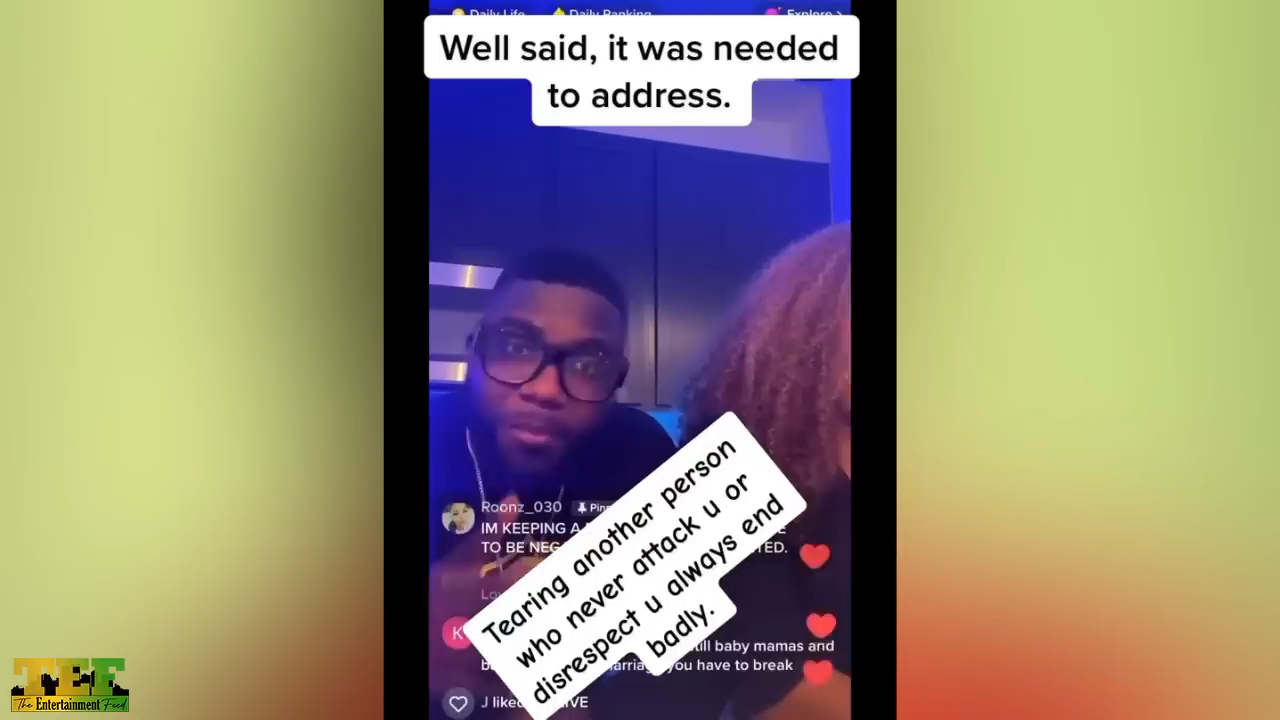 Daily Life Daily Ranking Explore >
Well said, it was needed
to address.
Roonz_030 Pin
IM KEEPING A
TO BE NEG
Tearing another person
who never attack u or
disrespect u always end
badly.
K
baby mamas and
you have to break
J liked
TEF
The Entertainment Feed